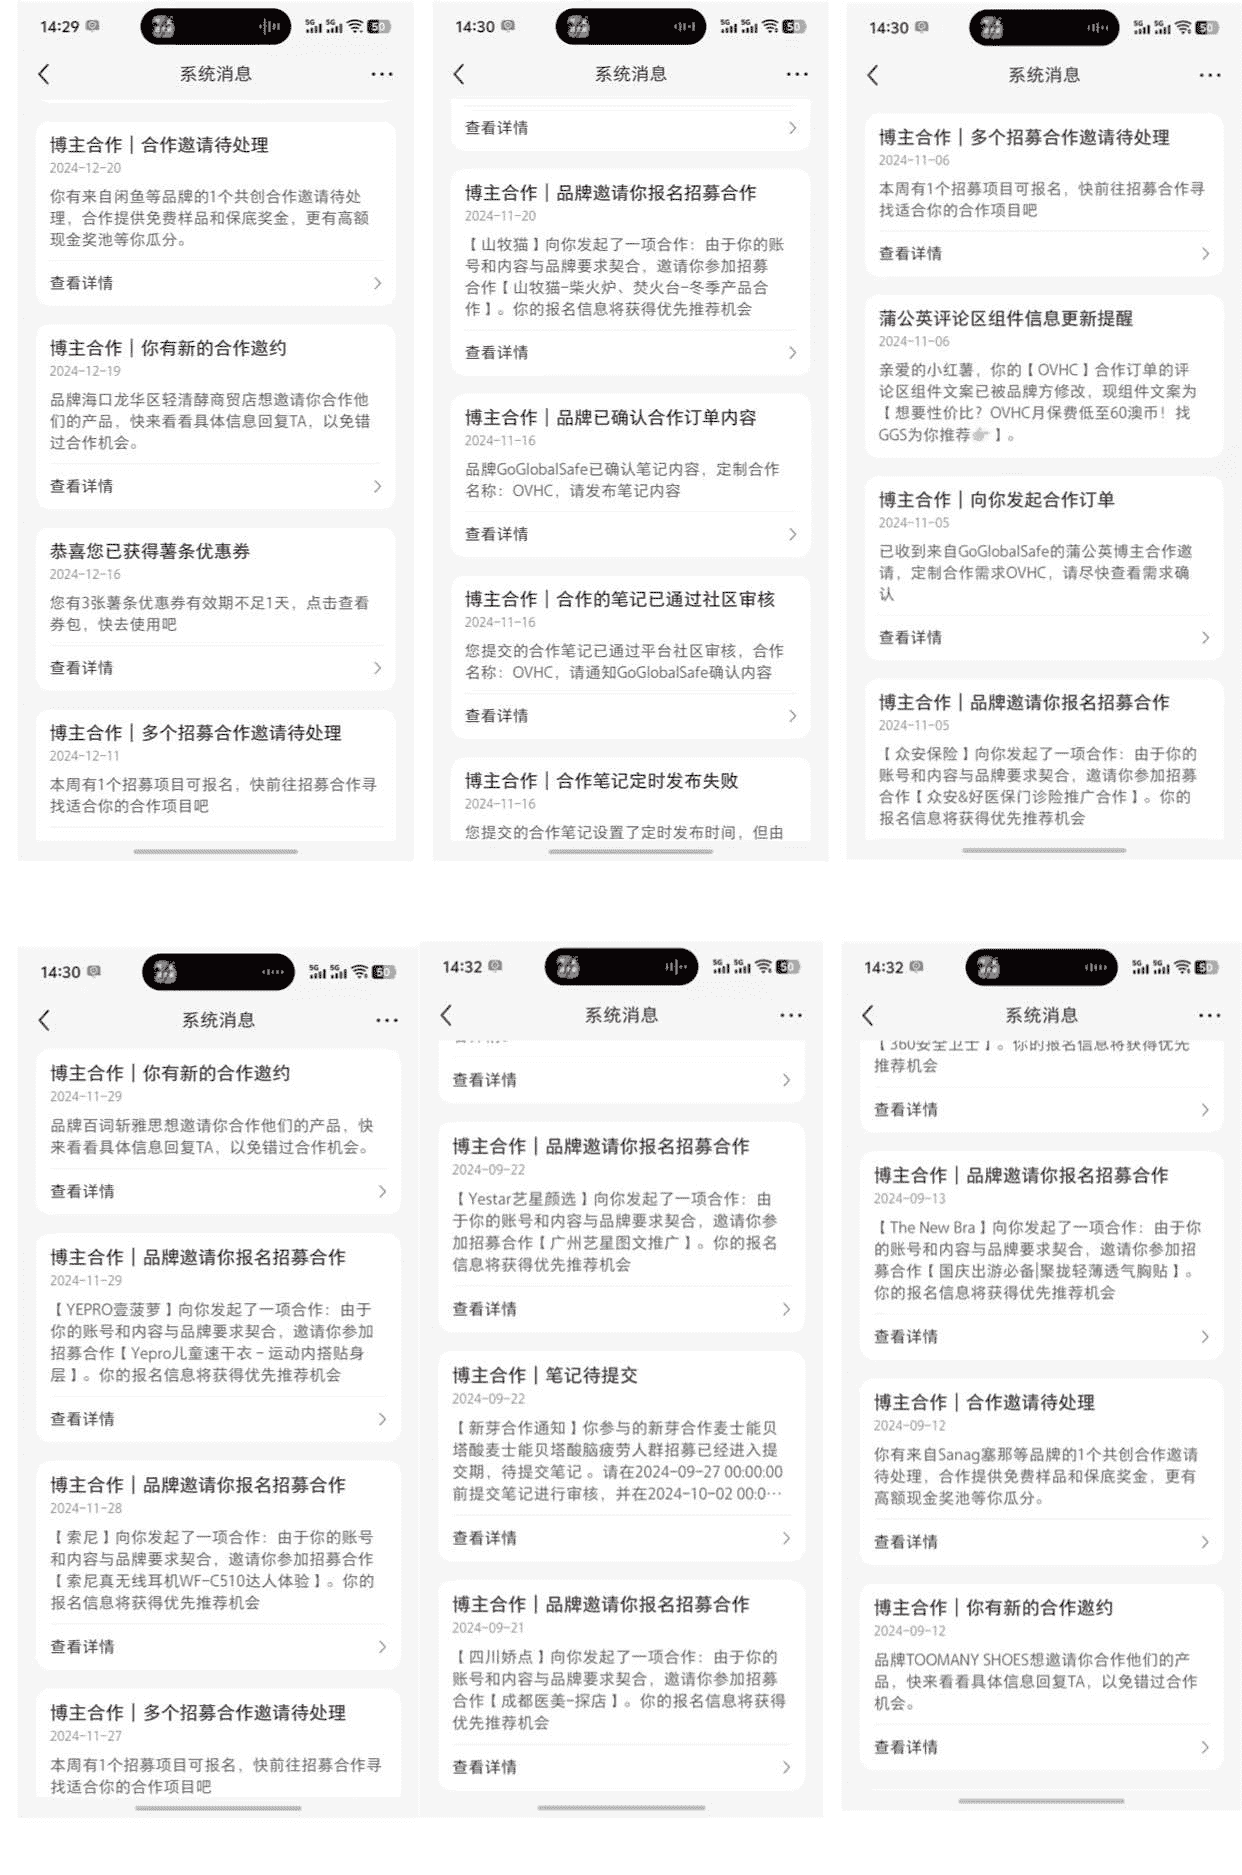 14:29
5G 5G 50
系统消息
博主合作｜合作邀请待处理
2024-12-20
你有来自闲鱼等品牌的1个共创合作邀请待处
理，合作提供免费样品和保底奖金，更有高额
现金奖池等你瓜分。
查看详情
博主合作｜你有新的合作邀约
2024-12-19
品牌海口龙华区轻清酵商贸店想邀请你合作他
们的产品，快来看看具体信息回复TA，以免错
过合作机会。
查看详情
恭喜您已获得薯条优惠券
2024-12-16
您有3张薯条优惠券有效期不足1天，点击查看
券包，快去使用吧
查看详情
博主合作｜多个招募合作邀请待处理
2024-12-11
本周有1个招募项目可报名，快前往招募合作寻
找适合你的合作项目吧
14:30
5G 5G 50
系统消息
查看详情
博主合作｜品牌邀请你报名招募合作
2024-11-20
【山牧猫】向你发起了一项合作：由于你的账
号和内容与品牌要求契合，邀请你参加招募
合作【山牧猫-柴火炉、焚火台-冬季产品合
作】。你的报名信息将获得优先推荐机会
查看详情
博主合作｜品牌已确认合作订单内容
2024-11-16
品牌GoGlobalSafe已确认笔记内容，定制合作
名称：OVHC，请发布笔记内容
查看详情
博主合作｜合作的笔记已通过社区审核
2024-11-16
您提交的合作笔记已通过平台社区审核，合作
名称：OVHC，请通知GoGlobalSafe确认内容
查看详情
博主合作｜合作笔记定时发布失败
2024-11-16
您提交的合作笔记设置了定时发布时间，但由
14:30
5G 5G 50
系统消息
博主合作｜多个招募合作邀请待处理
2024-11-06
本周有1个招募项目可报名，快前往招募合作寻
找适合你的合作项目吧
查看详情
蒲公英评论区组件信息更新提醒
2024-11-06
亲爱的小红薯，你的【OVHC】合作订单的评
论区组件文案已被品牌方修改，现组件文案为
【想要性价比？OVHC月保费低至60澳币！找
GGS为你推荐👉】。
博主合作｜向你发起合作订单
2024-11-05
已收到来自GoGlobalSafe的蒲公英博主合作邀
请，定制合作需求OVHC，请尽快查看需求确
认
查看详情
博主合作｜品牌邀请你报名招募合作
2024-11-05
【众安保险】向你发起了一项合作：由于你的
账号和内容与品牌要求契合，邀请你参加招募
合作【众安&好医保门诊险推广合作】。你的
报名信息将获得优先推荐机会
14:30
5G 5G 50
系统消息
博主合作｜你有新的合作邀约
2024-11-29
品牌百词斩雅思想邀请你合作他们的产品，快
来看看具体信息回复TA，以免错过合作机会。
查看详情
博主合作｜品牌邀请你报名招募合作
2024-11-29
【YEPRO壹菠萝】向你发起了一项合作：由于
你的账号和内容与品牌要求契合，邀请你参加
招募合作【Yepro儿童速干衣－运动内搭贴身
层】。你的报名信息将获得优先推荐机会
查看详情
博主合作｜品牌邀请你报名招募合作
2024-11-28
【索尼】向你发起了一项合作：由于你的账号
和内容与品牌要求契合，邀请你参加招募合作
【索尼真无线耳机WF-C510达人体验】。你的
报名信息将获得优先推荐机会
查看详情
博主合作｜多个招募合作邀请待处理
2024-11-27
本周有1个招募项目可报名，快前往招募合作寻
找适合你的合作项目吧
14:32
5G 5G 50
系统消息
查看详情
博主合作｜品牌邀请你报名招募合作
2024-09-22
【Yestar艺星颜选】向你发起了一项合作：由
于你的账号和内容与品牌要求契合，邀请你参
加招募合作【广州艺星图文推广】。你的报名
信息将获得优先推荐机会
查看详情
博主合作｜笔记待提交
2024-09-22
【新芽合作通知】你参与的新芽合作麦士能贝
塔酸麦士能贝塔酸脑疲劳人群招募已经进入提
交期，待提交笔记 。请在2024-09-27 00:00:00
前提交笔记进行审核，并在2024-10-02 00:0…
查看详情
博主合作｜品牌邀请你报名招募合作
2024-09-21
【四川娇点】向你发起了一项合作：由于你的
账号和内容与品牌要求契合，邀请你参加招募
合作【成都医美-探店】。你的报名信息将获得
优先推荐机会
查看详情
14:32
5G 5G 50
系统消息
【360安全卫士】。你的报名信息将获得优先
推荐机会
查看详情
博主合作｜品牌邀请你报名招募合作
2024-09-13
【The New Bra】向你发起了一项合作：由于你
的账号和内容与品牌要求契合，邀请你参加招
募合作【国庆出游必备|聚拢轻薄透气胸贴】。
你的报名信息将获得优先推荐机会
查看详情
博主合作｜合作邀请待处理
2024-09-12
你有来自Sanag塞那等品牌的1个共创合作邀请
待处理，合作提供免费样品和保底奖金，更有
高额现金奖池等你瓜分。
查看详情
博主合作｜你有新的合作邀约
2024-09-12
品牌TOOMANY SHOES想邀请你合作他们的产
品，快来看看具体信息回复TA，以免错过合作
机会。
查看详情